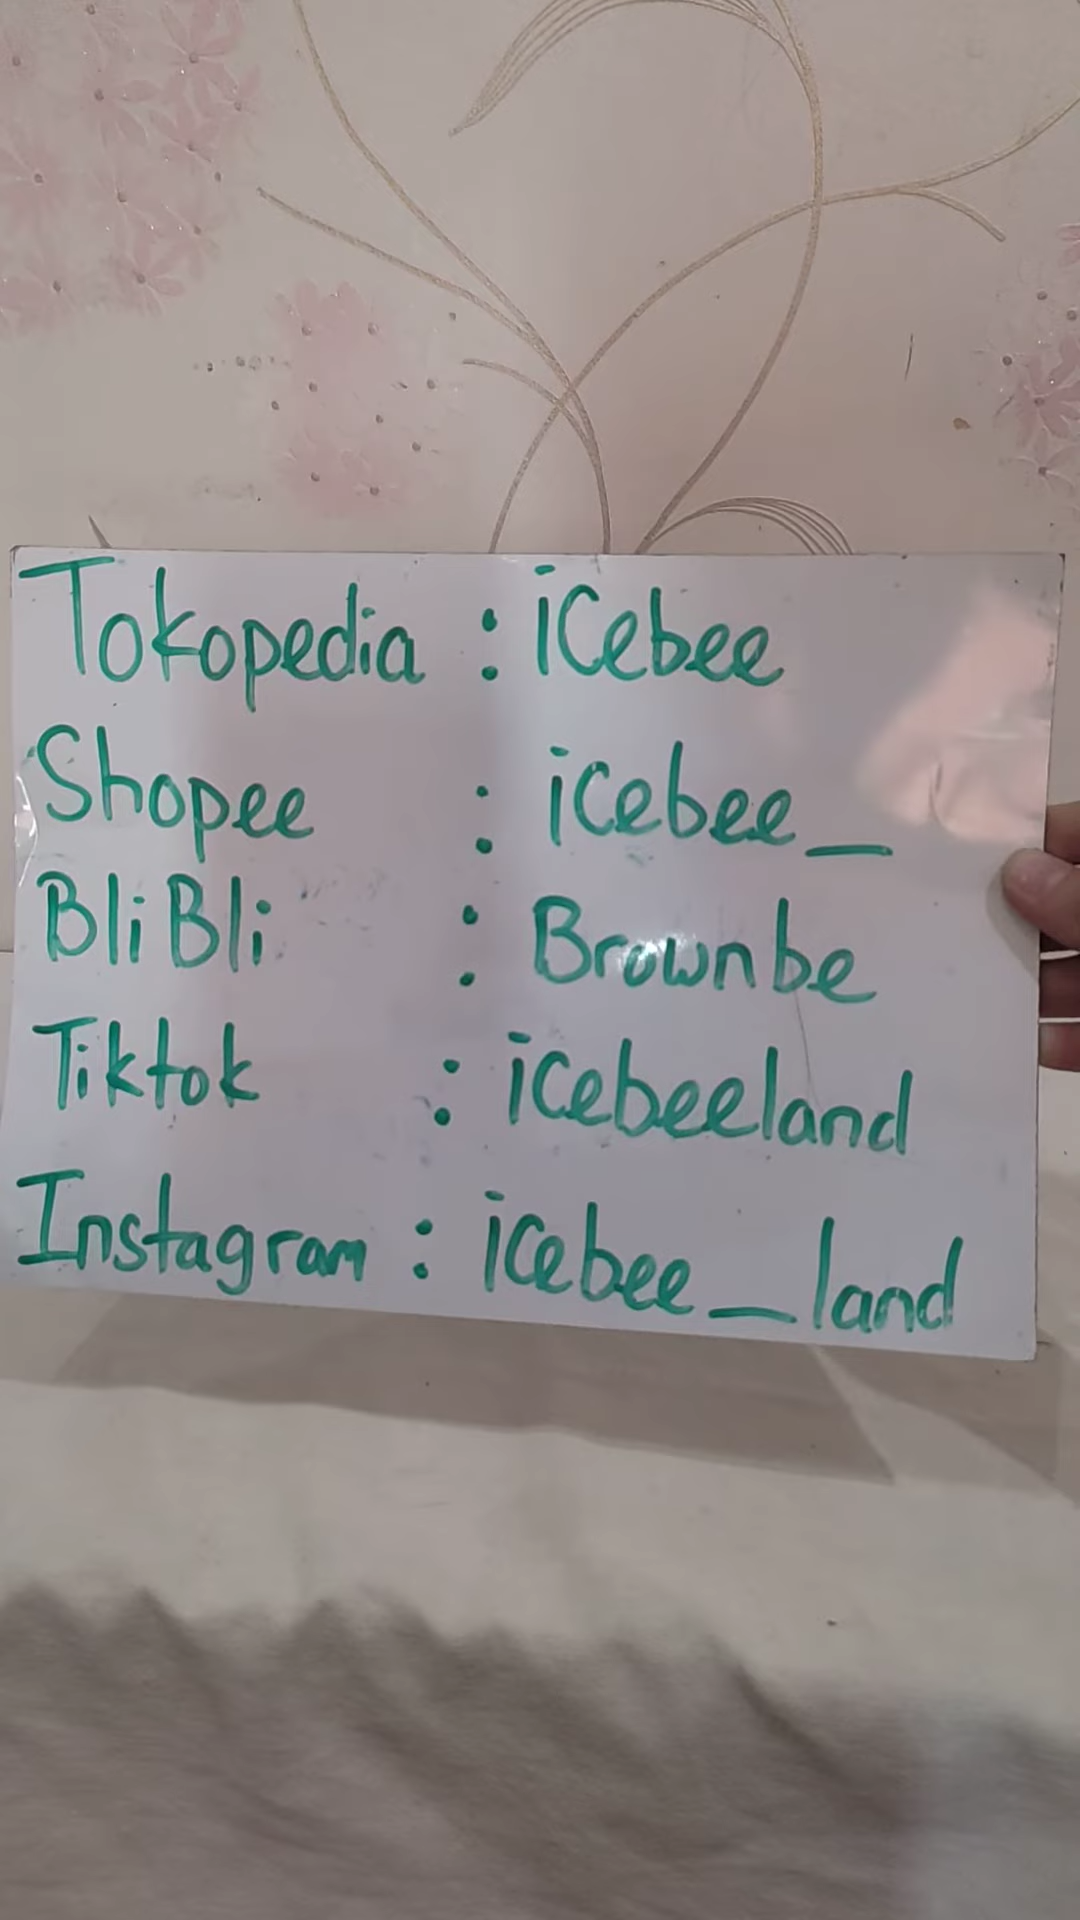 Tokopedia : icebee
Shopee : icebee_
BliBli : Brownbe
Tiktok : icebeeland
Instagram : icebee_land